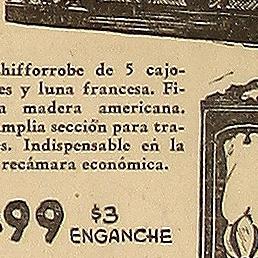 hifforrobe de 5 cajo-
es y luna francesa. Fi-
a madera americana.
mplia sección para tra-
s. Indispensable en la
recámara económica.
99 $3
ENGANCHE